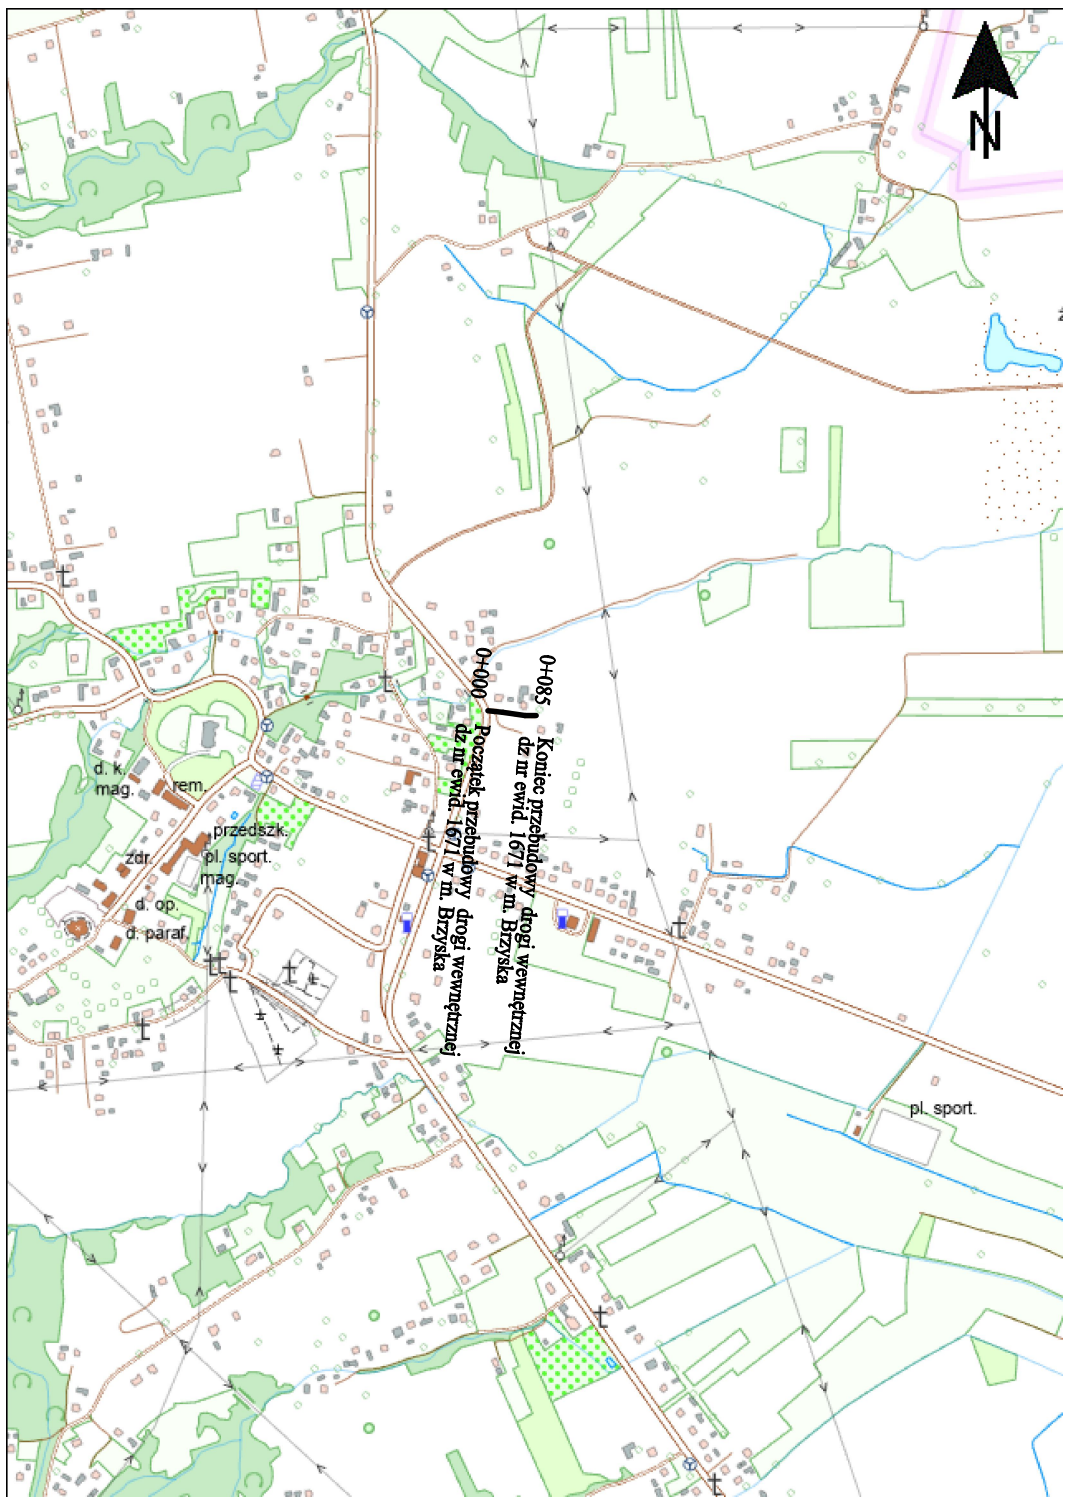 N
0+085
0+000
Koniec przebudowy drogi wewnętrznej
dz nr ewid. 1671 w m. Brzyska
Początek przebudowy drogi wewnętrznej
dz nr ewid. 1671 w m. Brzyska
d. k.
mag.
rem.
przedszk.
zdr.
pl. sport.
mag.
d. op.
d. paraf.
pl. sport.